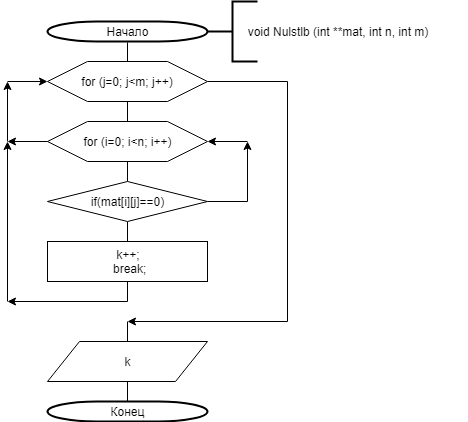 Начало
void Nulstlb (int **mat, int n, int m)
for (j=0; j<m; j++)
for (i=0; i<n; i++)
if(mat[i][j]==0)
k++;
break;
k
Конец